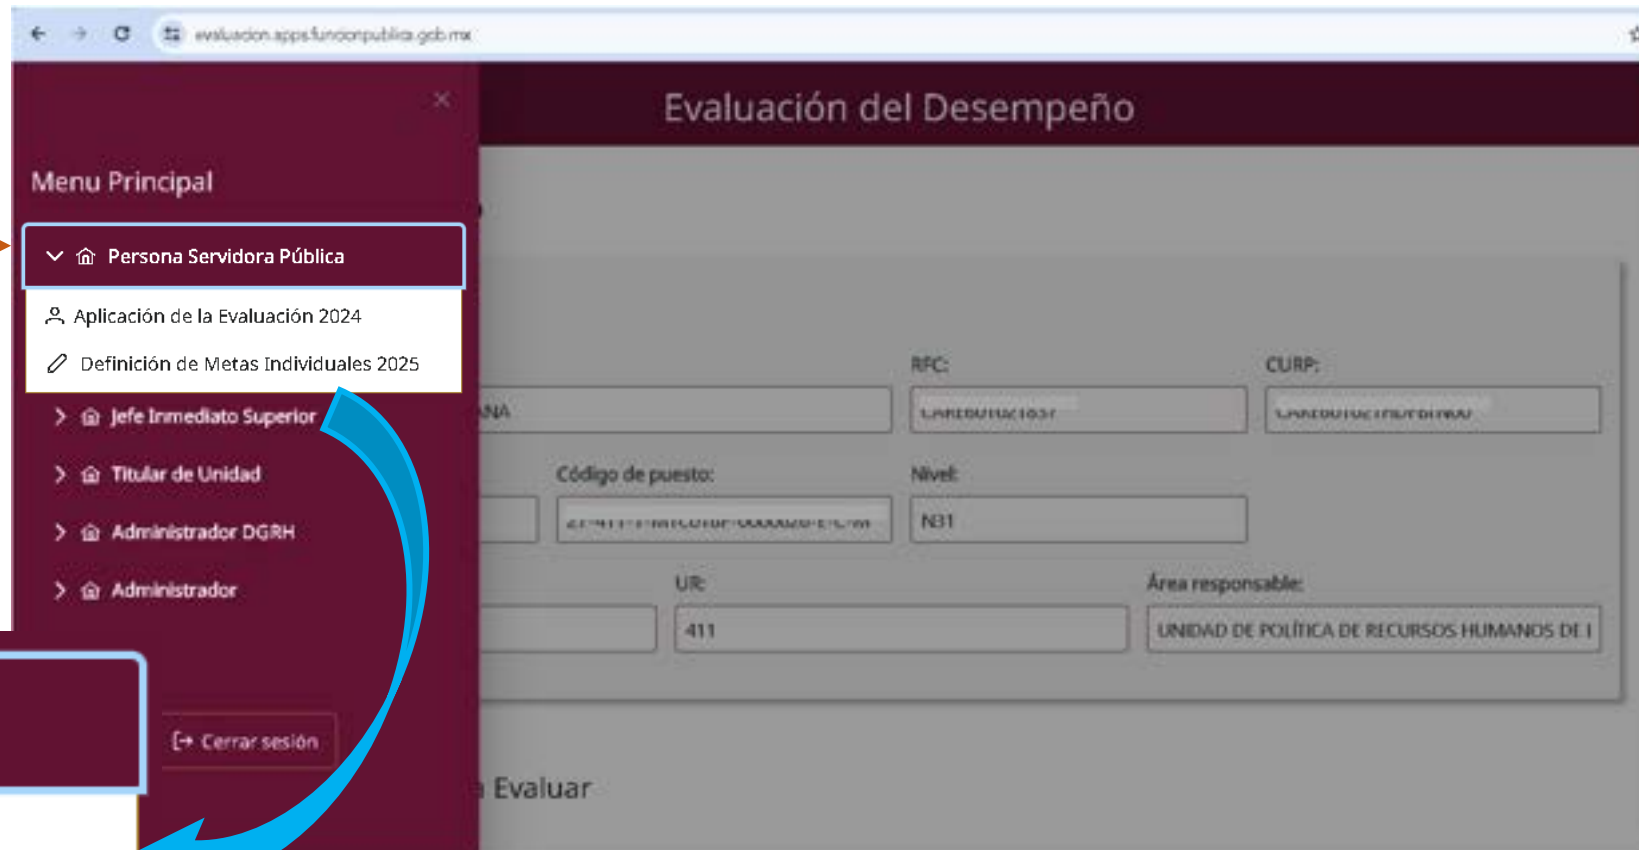 evaluacion.apps.funcionpublica.gob.mx
Evaluación del Desempeño
Menu Principal
Persona Servidora Pública
Aplicación de la Evaluación 2024
Definición de Metas Individuales 2025
Jefe Inmediato Superior
Titular de Unidad
Administrador DGRH
Administrador
Cerrar sesión
RFC:
CURP:
ANA
Código de puesto:
Nivel:
N31
UR:
Área responsable:
411
UNIDAD DE POLÍTICA DE RECURSOS HUMANOS DE
Evaluar